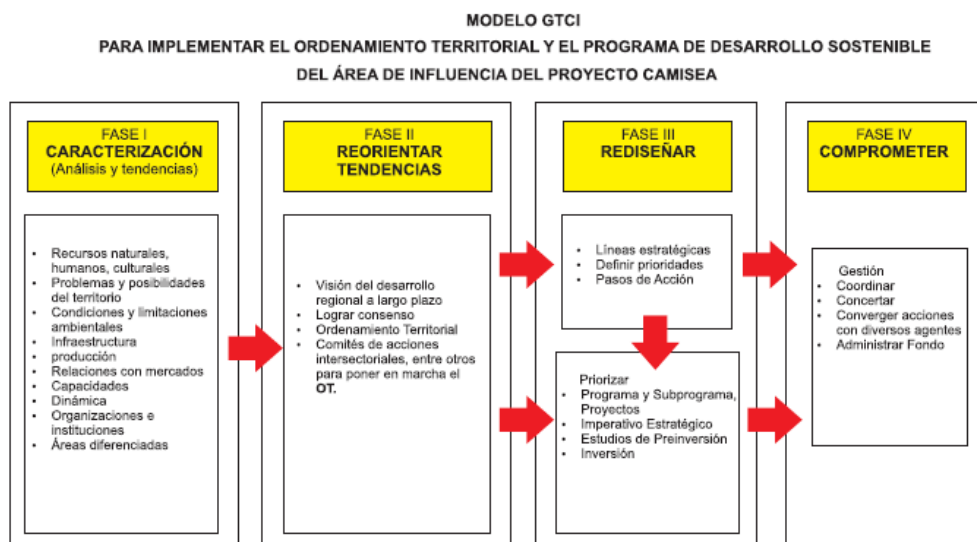 MODELO GTCI
PARA IMPLEMENTAR EL ORDENAMIENTO TERRITORIAL Y EL PROGRAMA DE DESARROLLO SOSTENIBLE
DEL ÁREA DE INFLUENCIA DEL PROYECTO CAMISEA
FASE I
CARACTERIZACIÓN
(Análisis y tendencias)
• Recursos naturales,
humanos, culturales
• Problemas y posibilidades
del territorio
• Condiciones y limitaciones
ambientales
• Infraestructura
• producción
• Relaciones con mercados
• Capacidades
• Dinámica
• Organizaciones e
instituciones
• Áreas diferenciadas
FASE II
REORIENTAR
TENDENCIAS
• Visión del desarrollo
regional a largo plazo
• Lograr consenso
• Ordenamiento Territorial
• Comités de acciones
intersectoriales, entre otros
para poner en marcha el
OT.
FASE III
REDISEÑAR
• Líneas estratégicas
• Definir prioridades
• Pasos de Acción
Priorizar
• Programa y Subprograma,
Proyectos
• Imperativo Estratégico
• Estudios de Preinversión
• Inversión
FASE IV
COMPROMETER
Gestión
• Coordinar
• Concertar
• Converger acciones
con diversos agentes
• Administrar Fondo